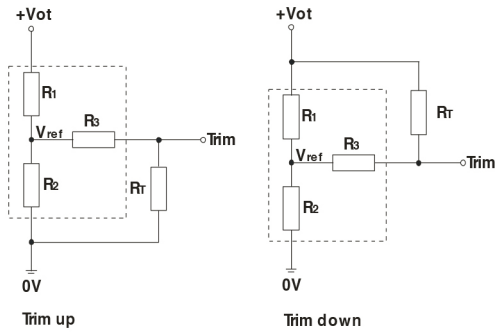 +Vot
R1
Vref
R3
Trim
R2
RT
0V
Trim up
+Vot
R1
RT
Vref
R3
Trim
R2
0V
Trim down